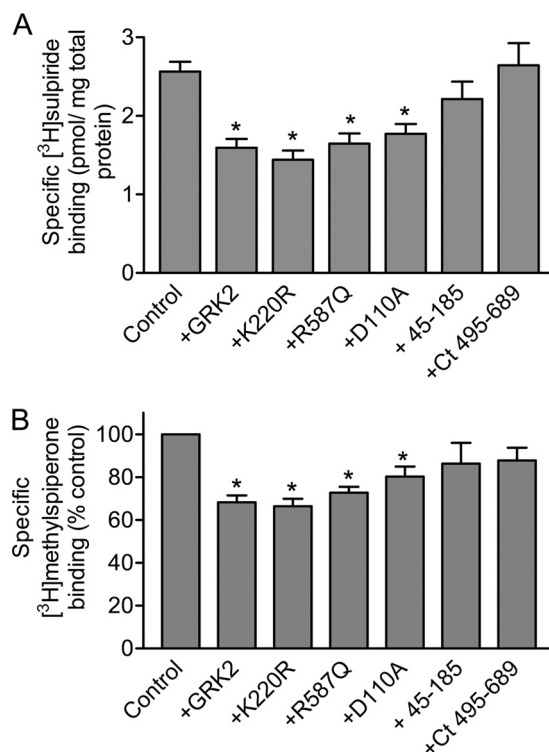 A
Specific [³H]sulpiride
binding (pmol/ mg total
protein)
3
2
1
0
*
*
*
*
Control
+GRK2
+K220R
+R587Q
+D110A
+ 45-185
+Ct 495-689
B
Specific
[³H]methylspiperone
binding (% control)
100
80
60
40
20
0
*
*
*
*
Control
+GRK2
+K220R
+R587Q
+D110A
+ 45-185
+Ct 495-689